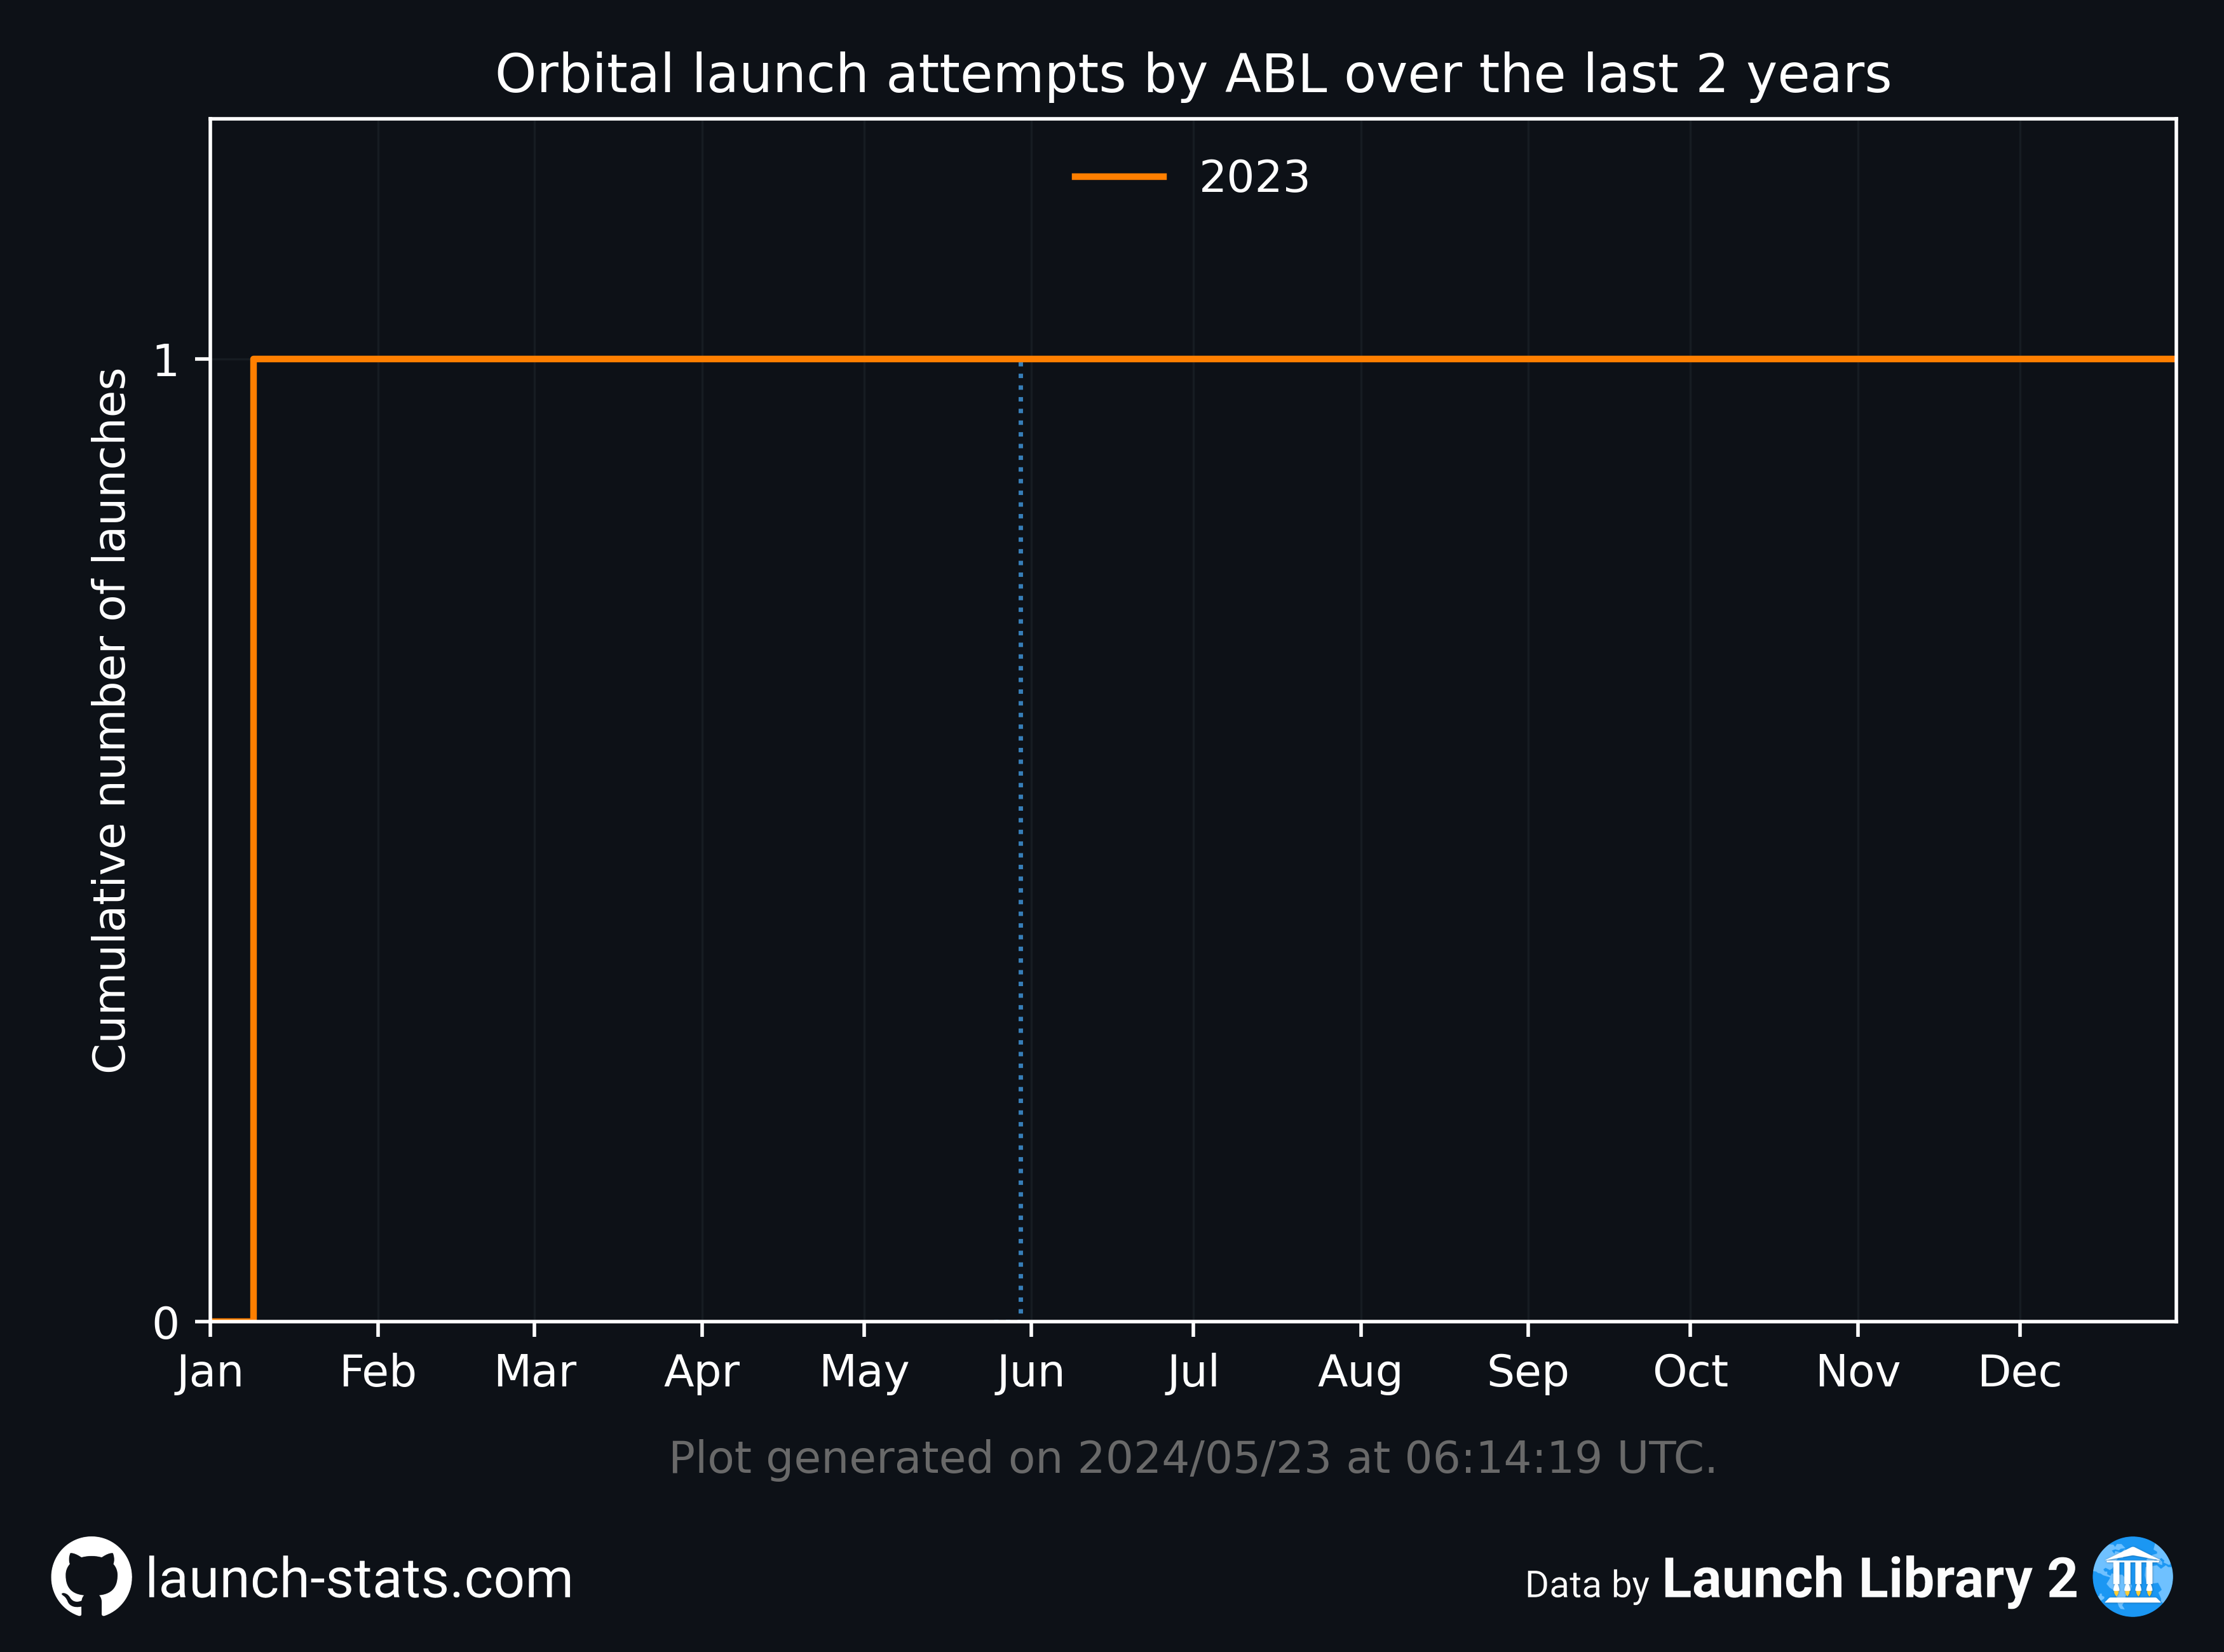 Orbital launch attempts by ABL over the last 2 years
2023
Cumulative number of launches
1
0
Jan Feb Mar Apr May Jun Jul Aug Sep Oct Nov Dec
Plot generated on 2024/05/23 at 06:14:19 UTC.
launch-stats.com
Data by Launch Library 2